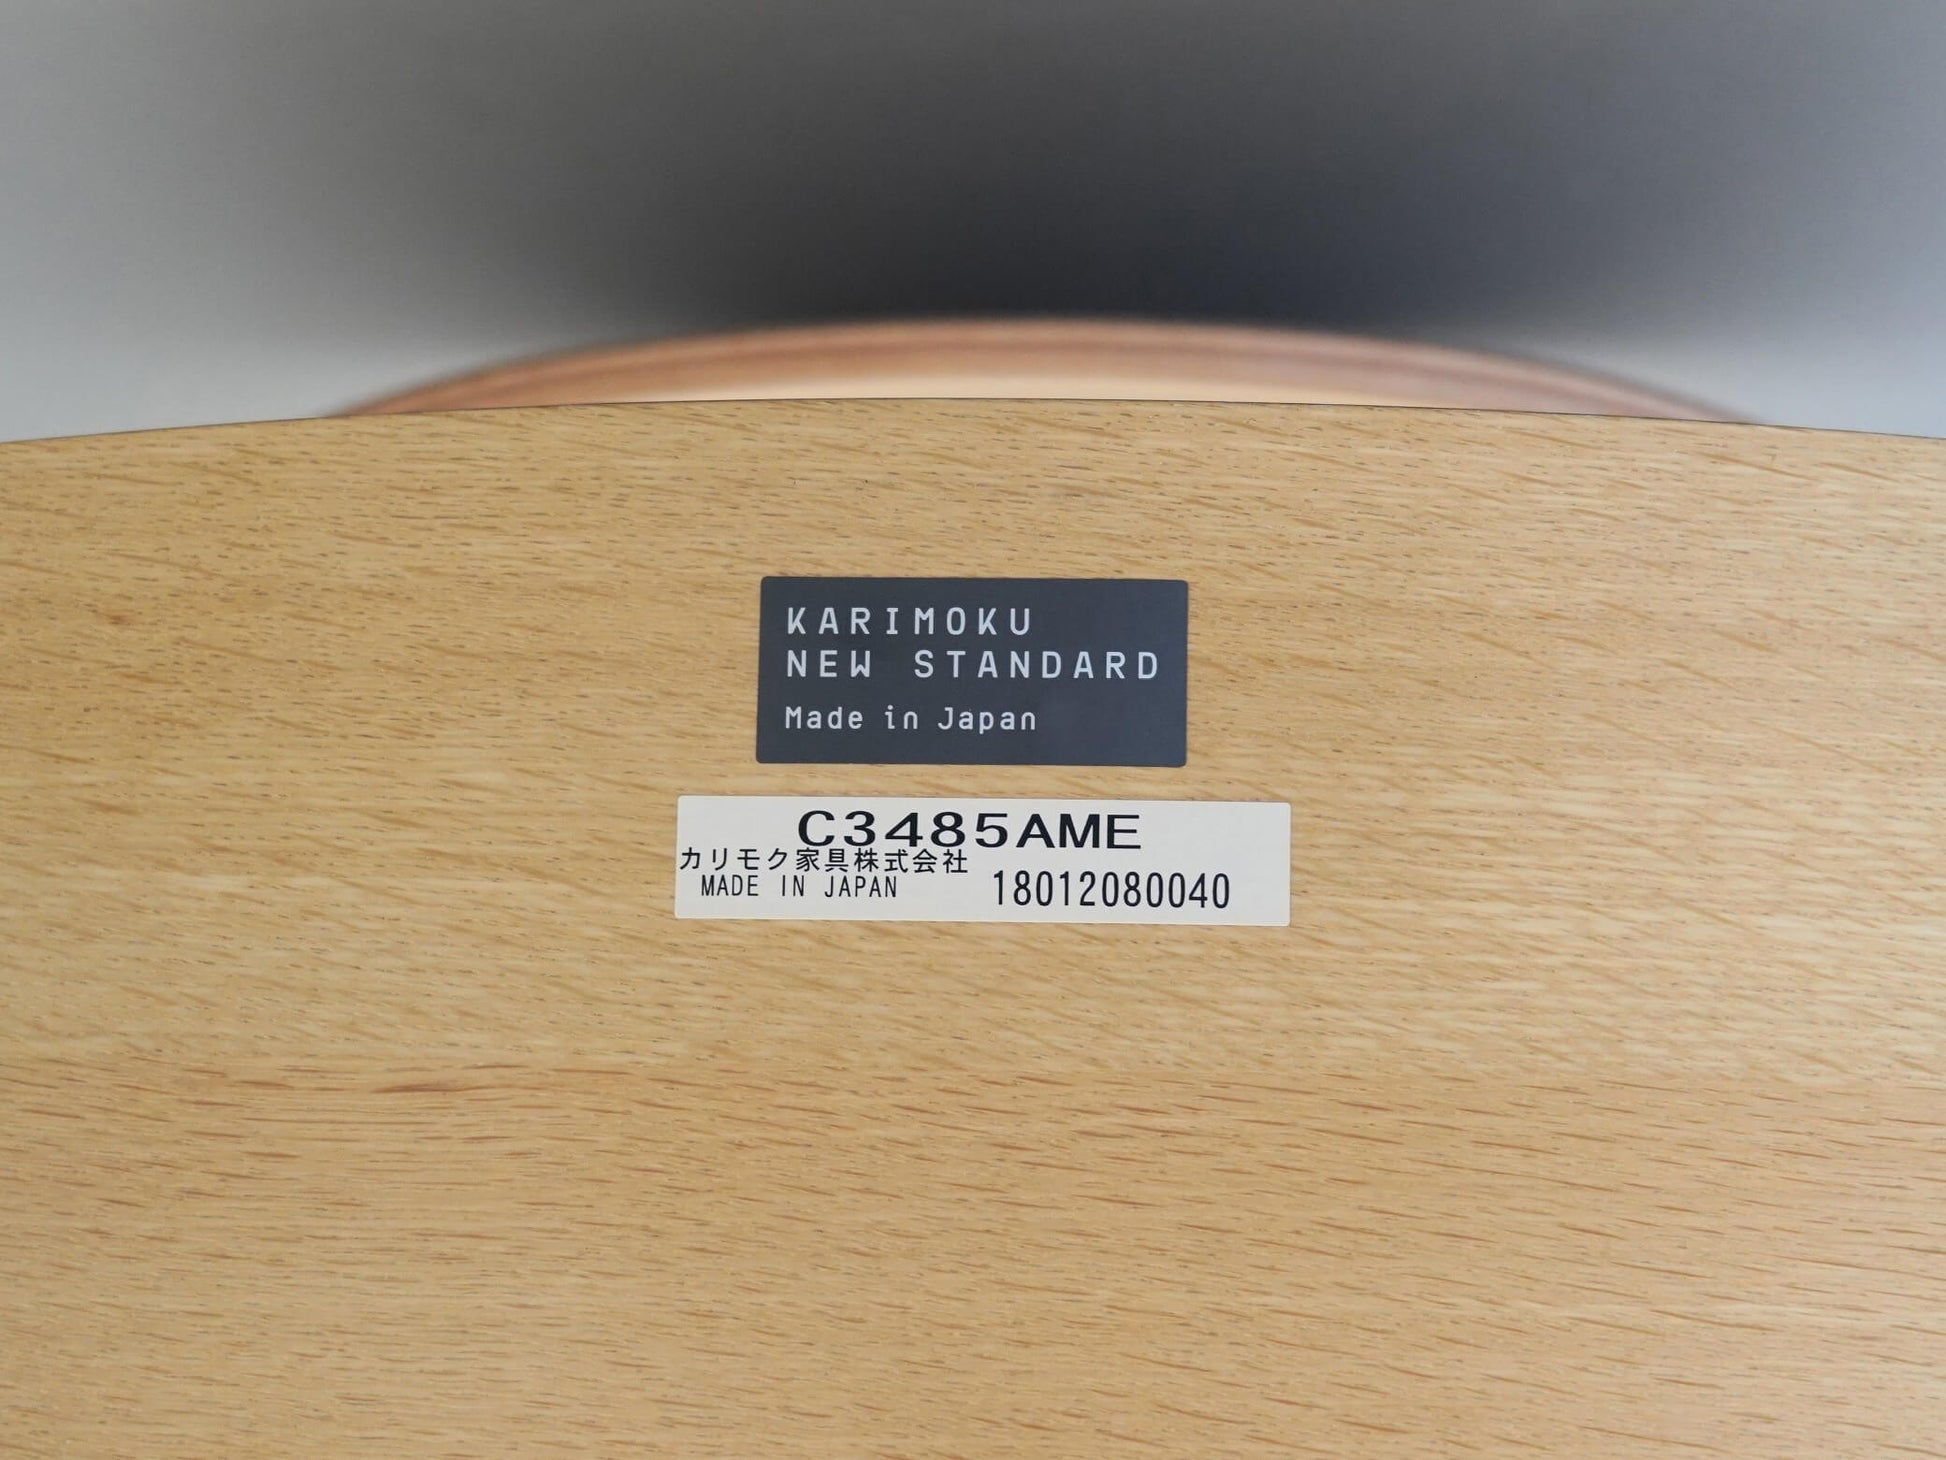 KARIMOKU
NEW STANDARD
Made in Japan
C3485AME
カリモク家具株式会社
MADE IN JAPAN
18012080040